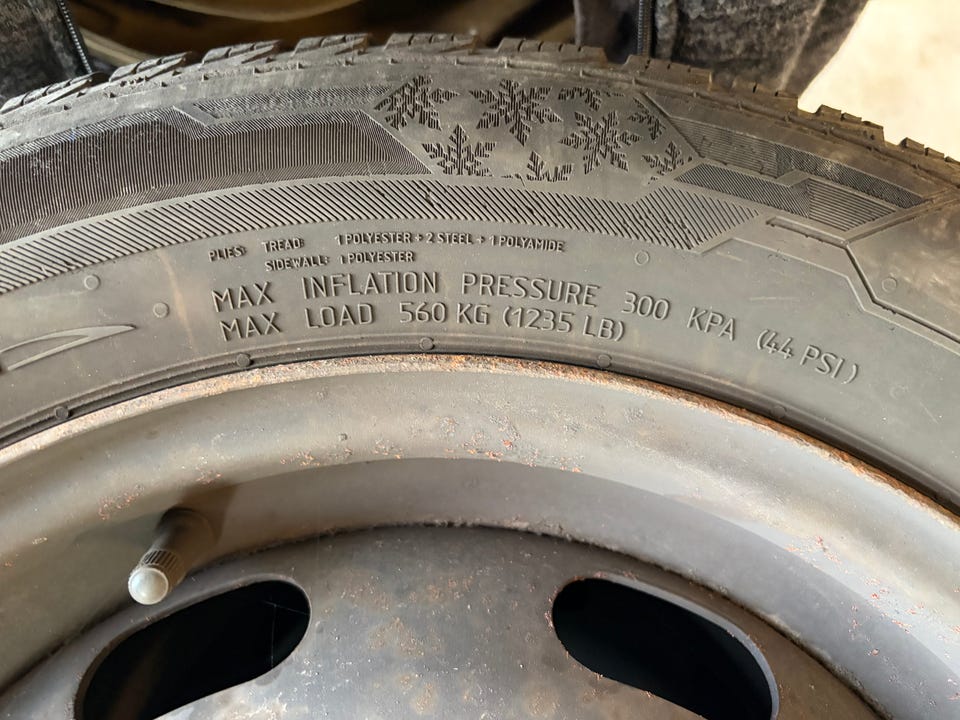 PLIES: TREAD: 1 POLYESTER + 2 STEEL + 1 POLYAMIDE
SIDEWALL: 1 POLYESTER
MAX INFLATION PRESSURE 300 KPA (44 PSI)
MAX LOAD 560 KG (1235 LB)